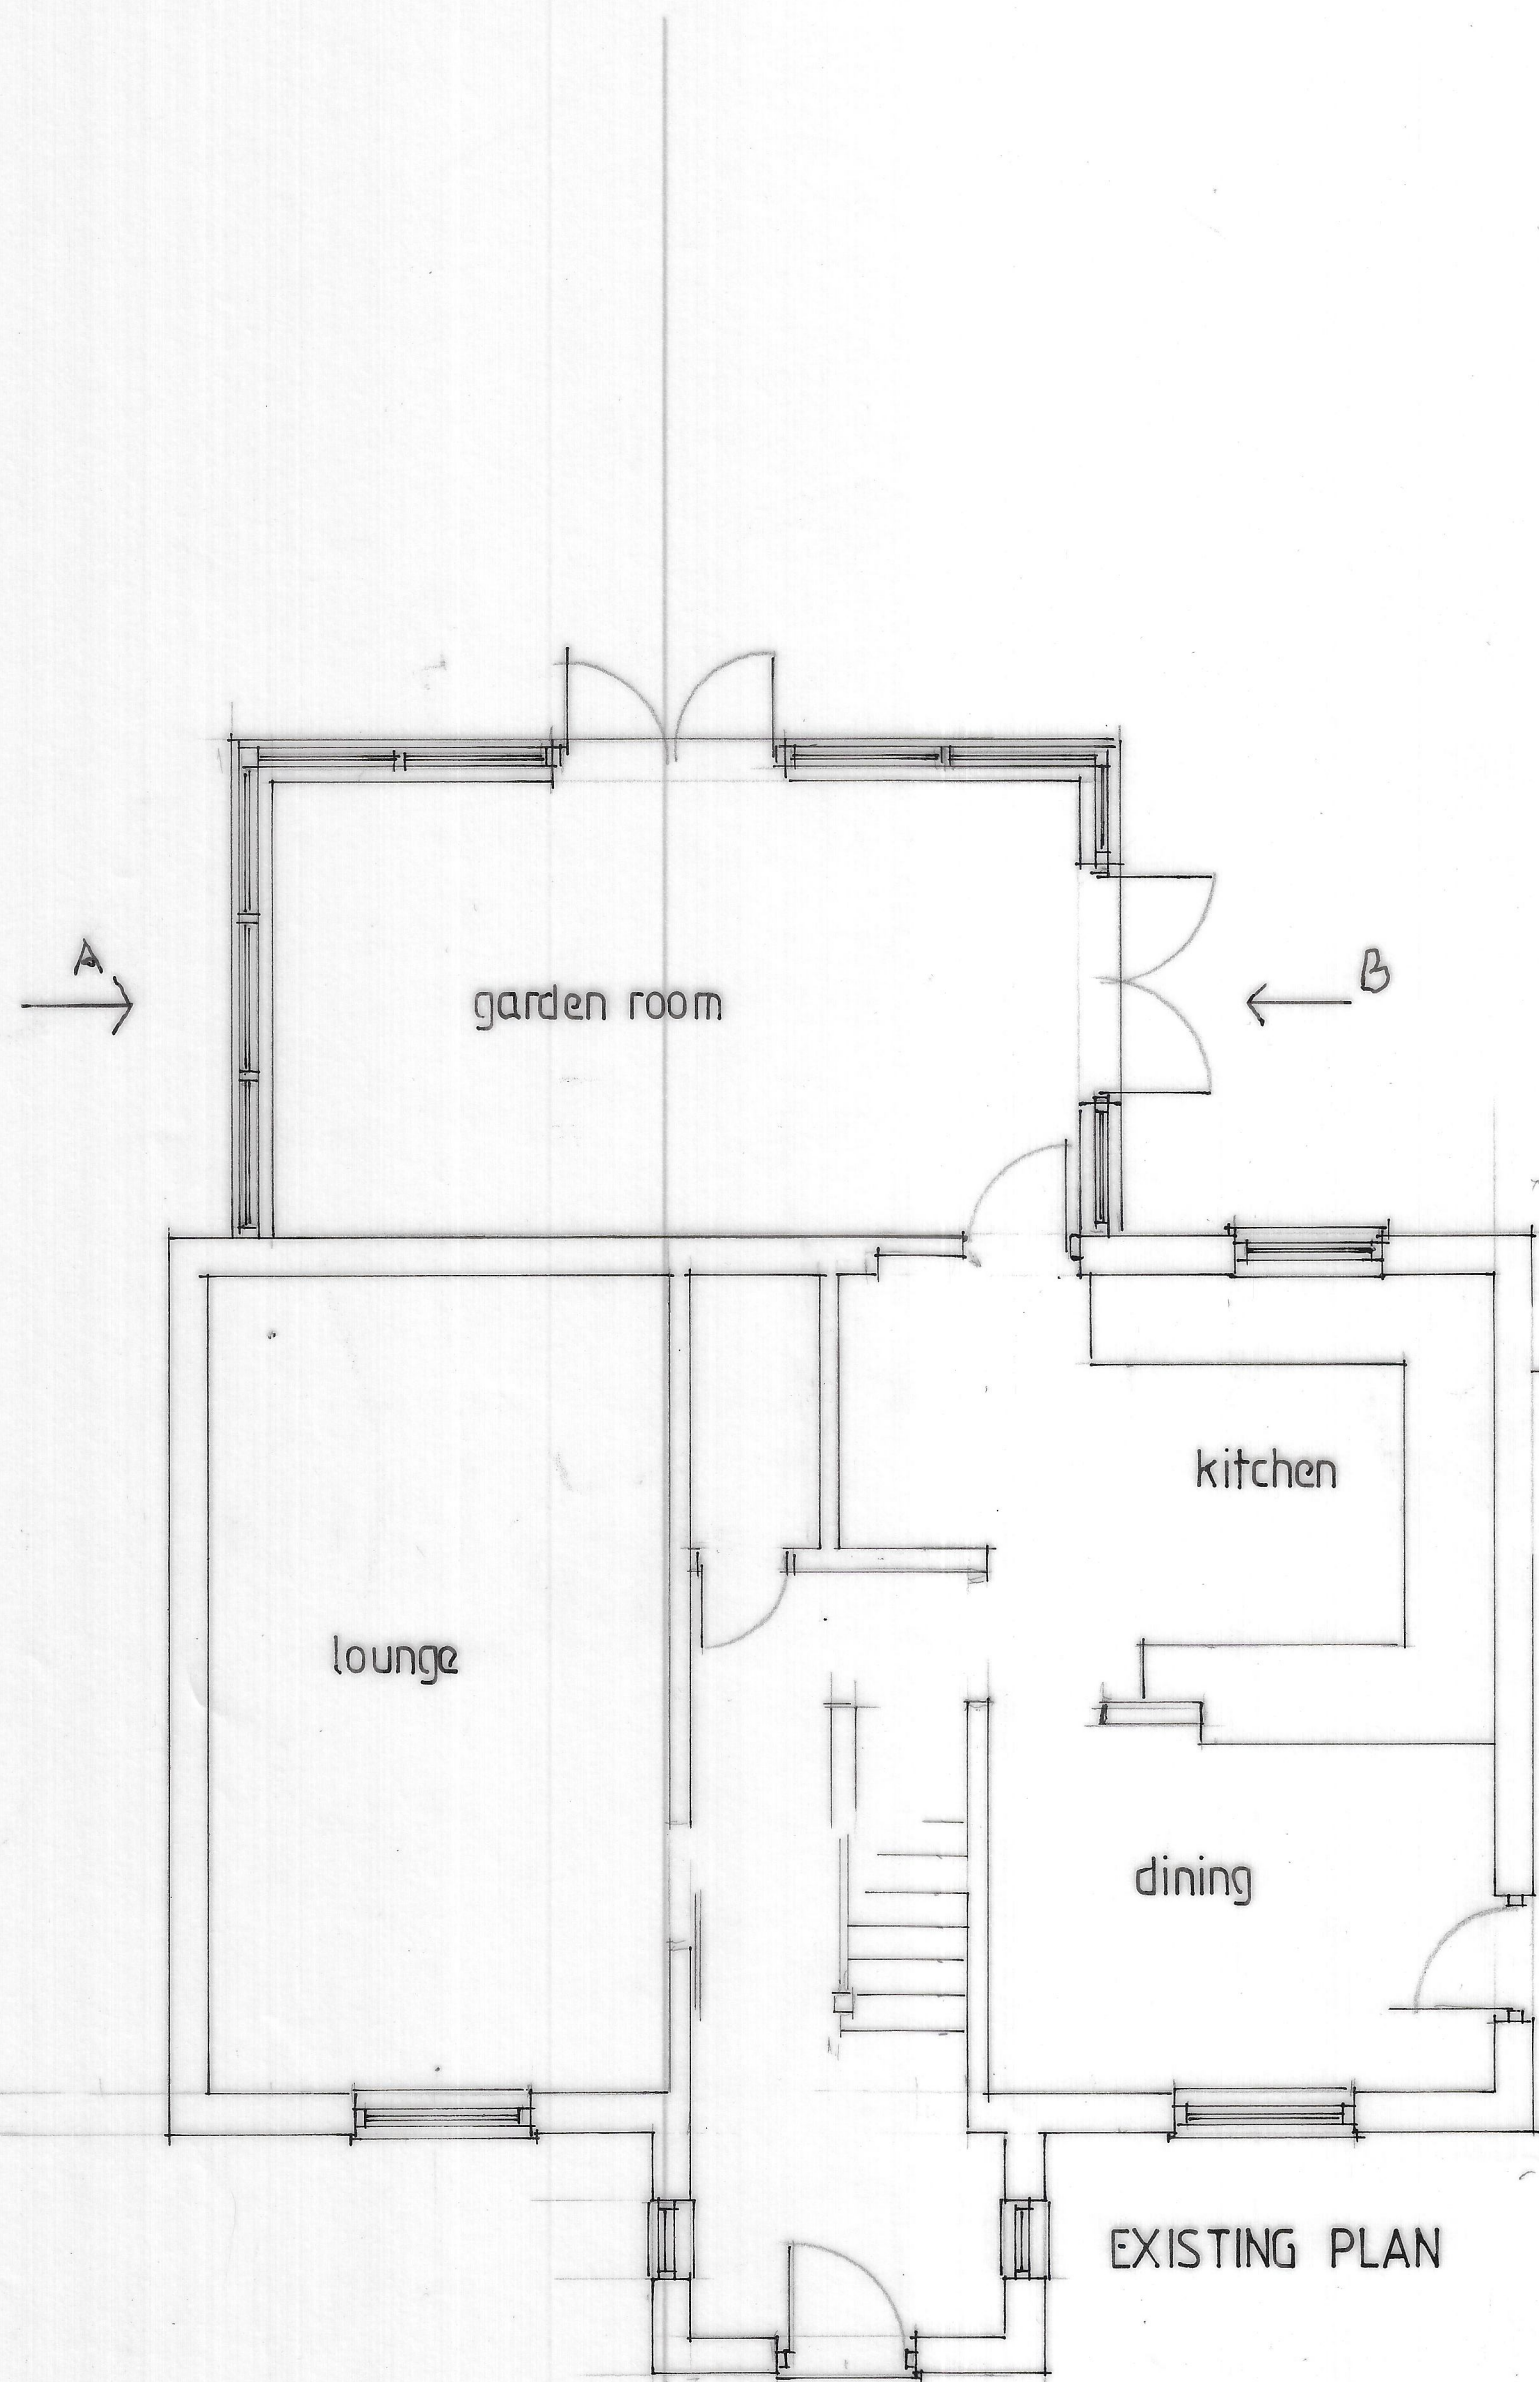 A
garden room
B
kitchen
lounge
dining
EXISTING PLAN